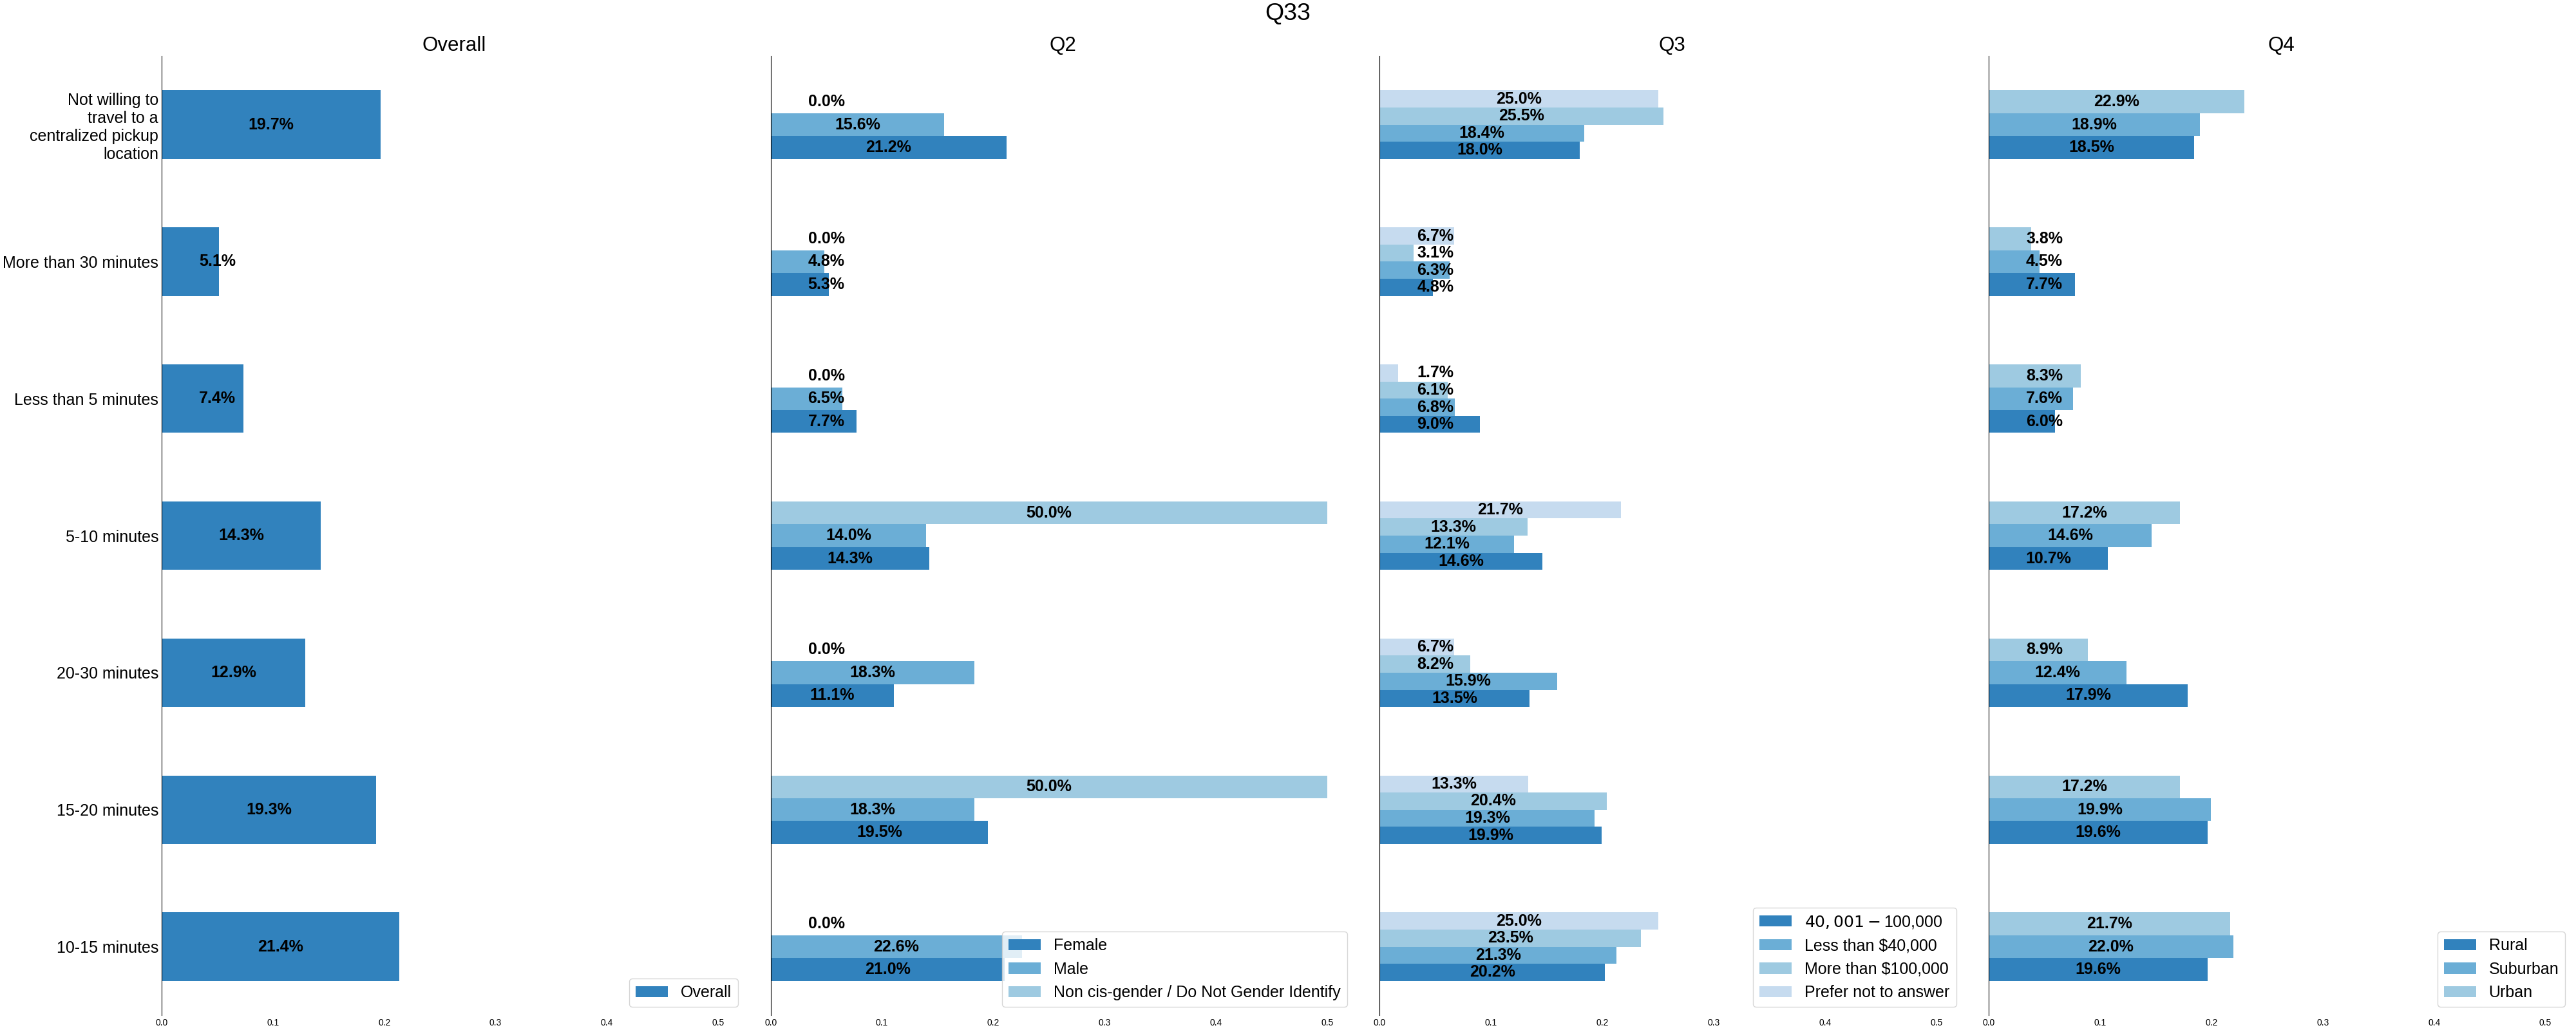 Q33
Overall
Not willing to
travel to a
centralized pickup
location
More than 30 minutes
Less than 5 minutes
5-10 minutes
20-30 minutes
15-20 minutes
10-15 minutes
19.7%
5.1%
7.4%
14.3%
12.9%
19.3%
21.4%
Overall
0.0 0.1 0.2 0.3 0.4 0.5
Q2
0.0%
15.6%
21.2%
0.0%
4.8%
5.3%
0.0%
6.5%
7.7%
50.0%
14.0%
14.3%
0.0%
18.3%
11.1%
50.0%
18.3%
19.5%
0.0%
22.6%
21.0%
Female
Male
Non cis-gender / Do Not Gender Identify
0.0 0.1 0.2 0.3 0.4 0.5
Q3
25.0%
25.5%
18.4%
18.0%
6.7%
3.1%
6.3%
4.8%
1.7%
6.1%
6.8%
9.0%
21.7%
13.3%
12.1%
14.6%
6.7%
8.2%
15.9%
13.5%
13.3%
20.4%
19.3%
19.9%
25.0%
23.5%
21.3%
20.2%
40,001-100,000
Less than $40,000
More than $100,000
Prefer not to answer
0.0 0.1 0.2 0.3 0.4 0.5
Q4
22.9%
18.9%
18.5%
3.8%
4.5%
7.7%
8.3%
7.6%
6.0%
17.2%
14.6%
10.7%
8.9%
12.4%
17.9%
17.2%
19.9%
19.6%
21.7%
22.0%
19.6%
Rural
Suburban
Urban
0.0 0.1 0.2 0.3 0.4 0.5